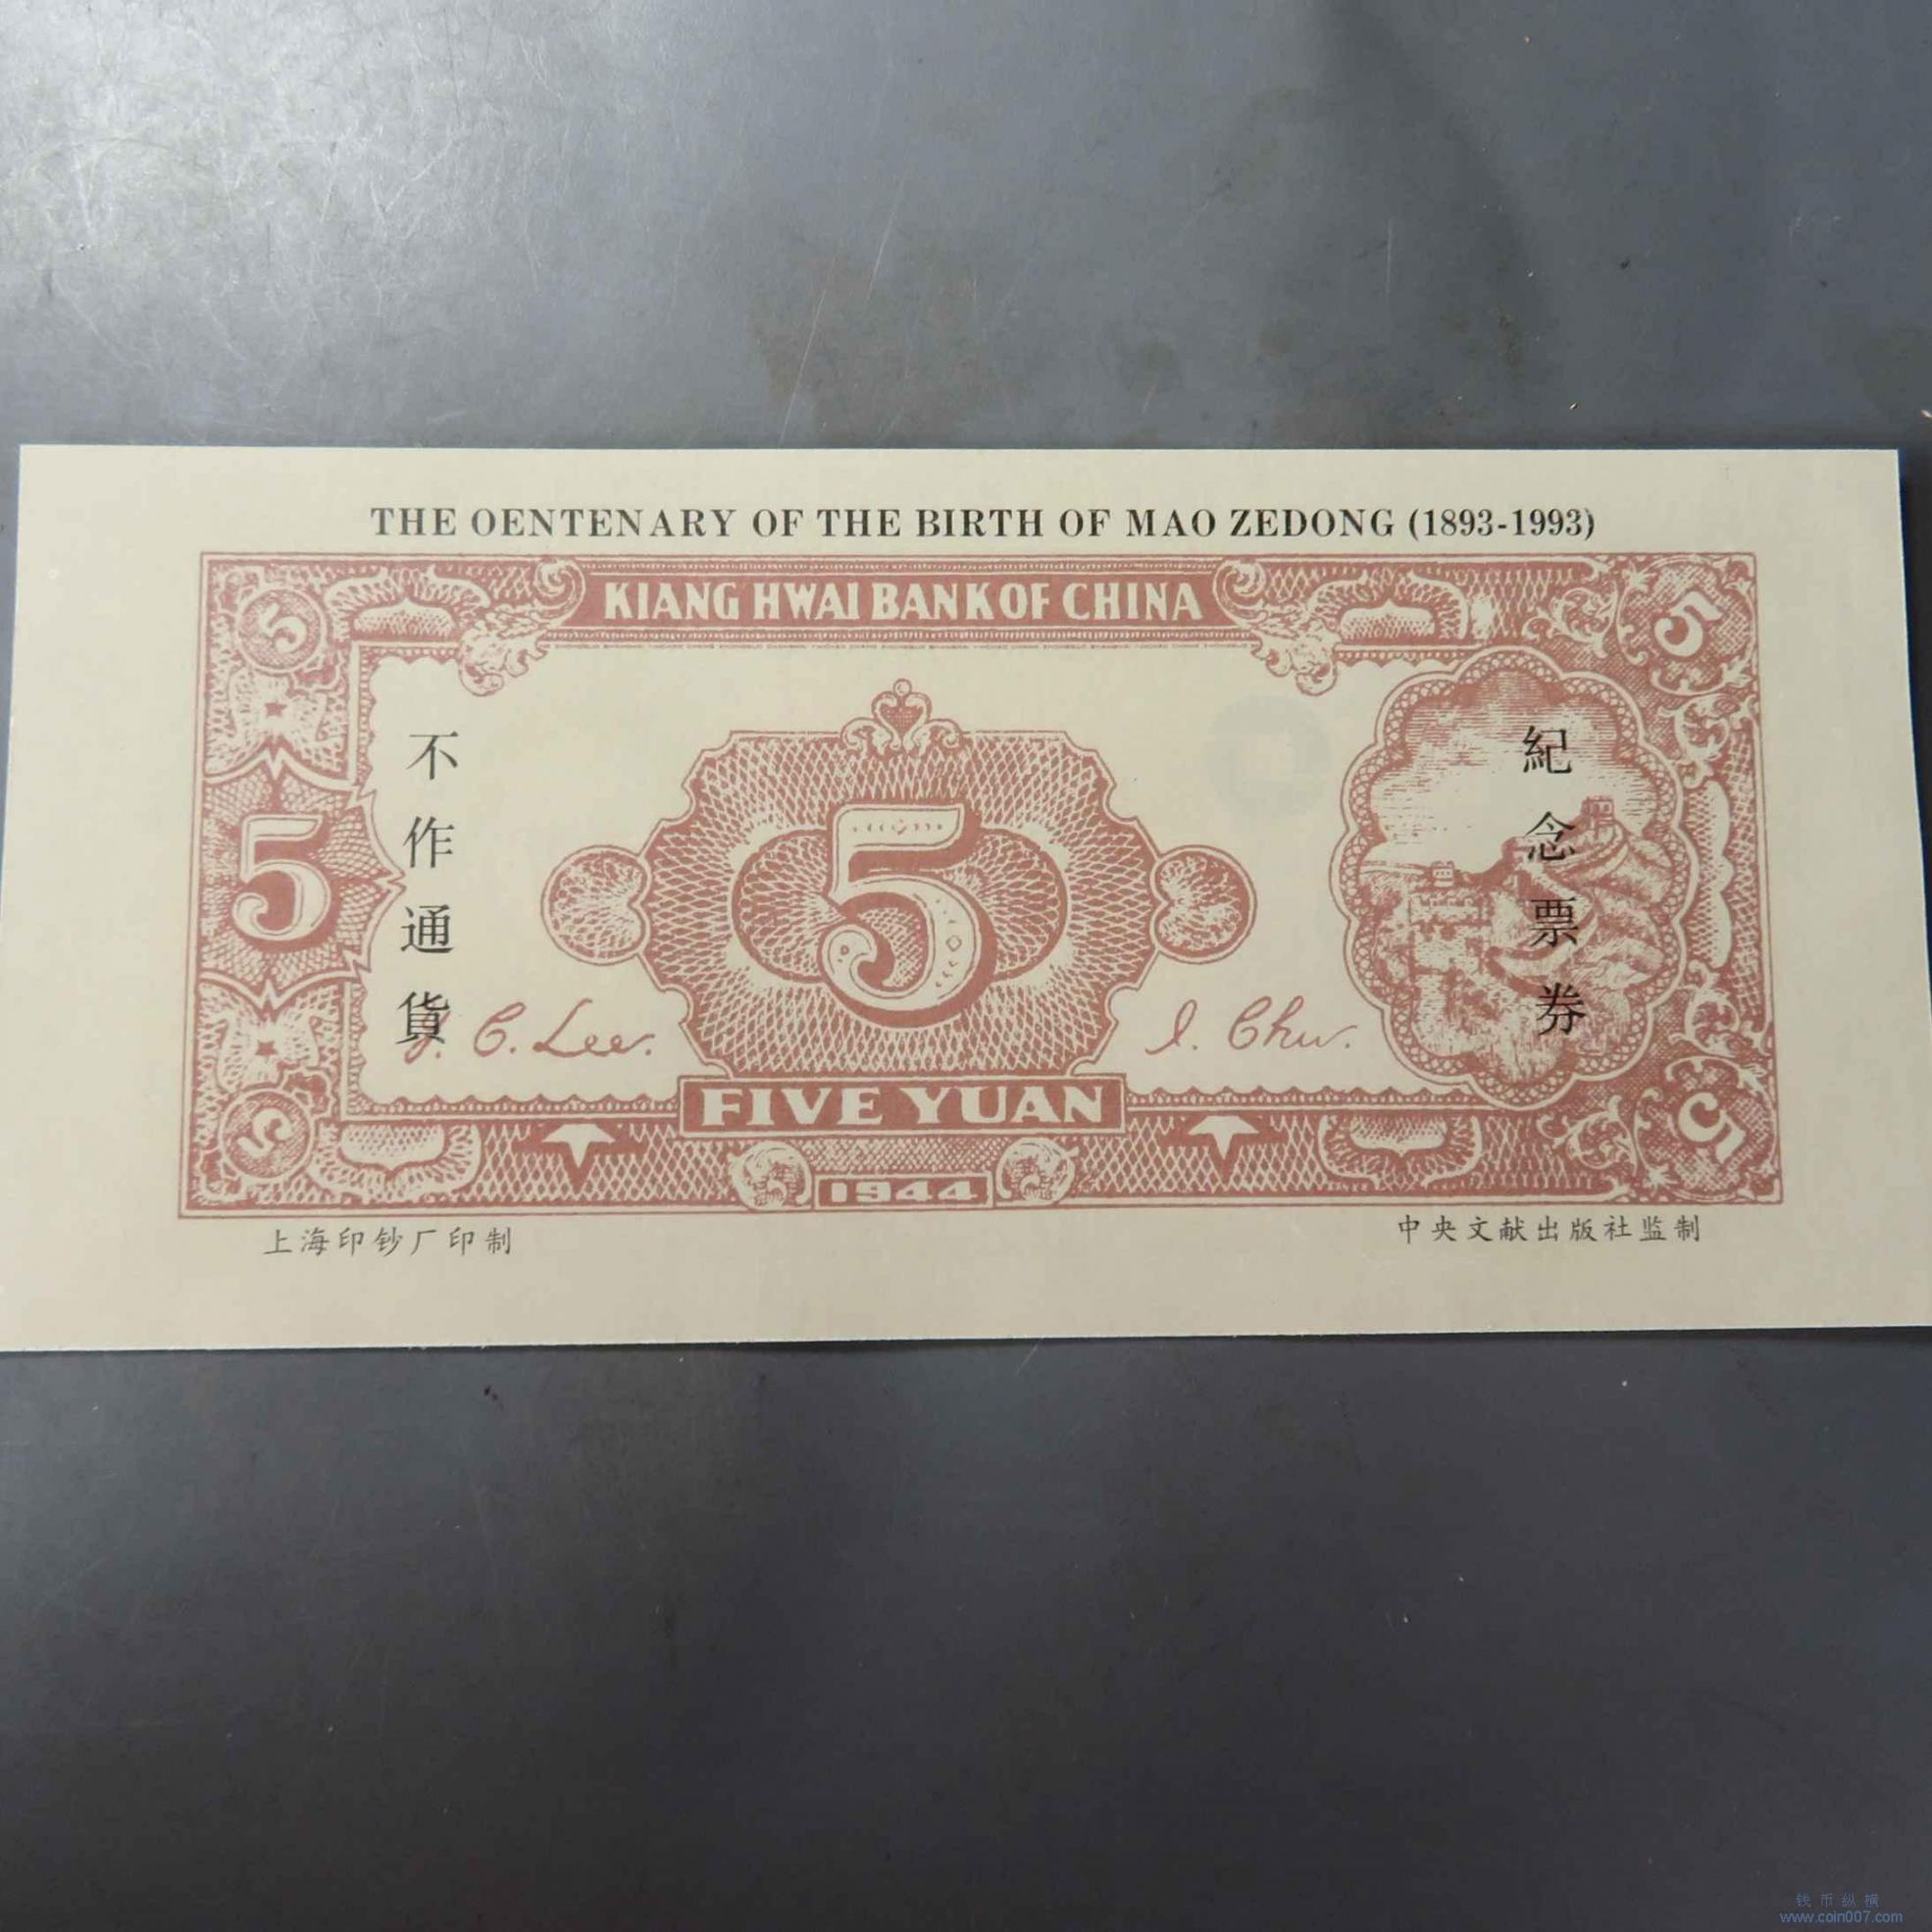 THE OENTENARY OF THE BIRTH OF MAO ZEDONG (1893-1993)
KIANG HWAI BANK OF CHINA
5
5
不作通貨
紀念票券
5
5
J. C. Lee.
I. Chu.
FIVE YUAN
5
5
1944
上海印钞厂印制
中央文献出版社监制
钱币纵横
www.coin007.com